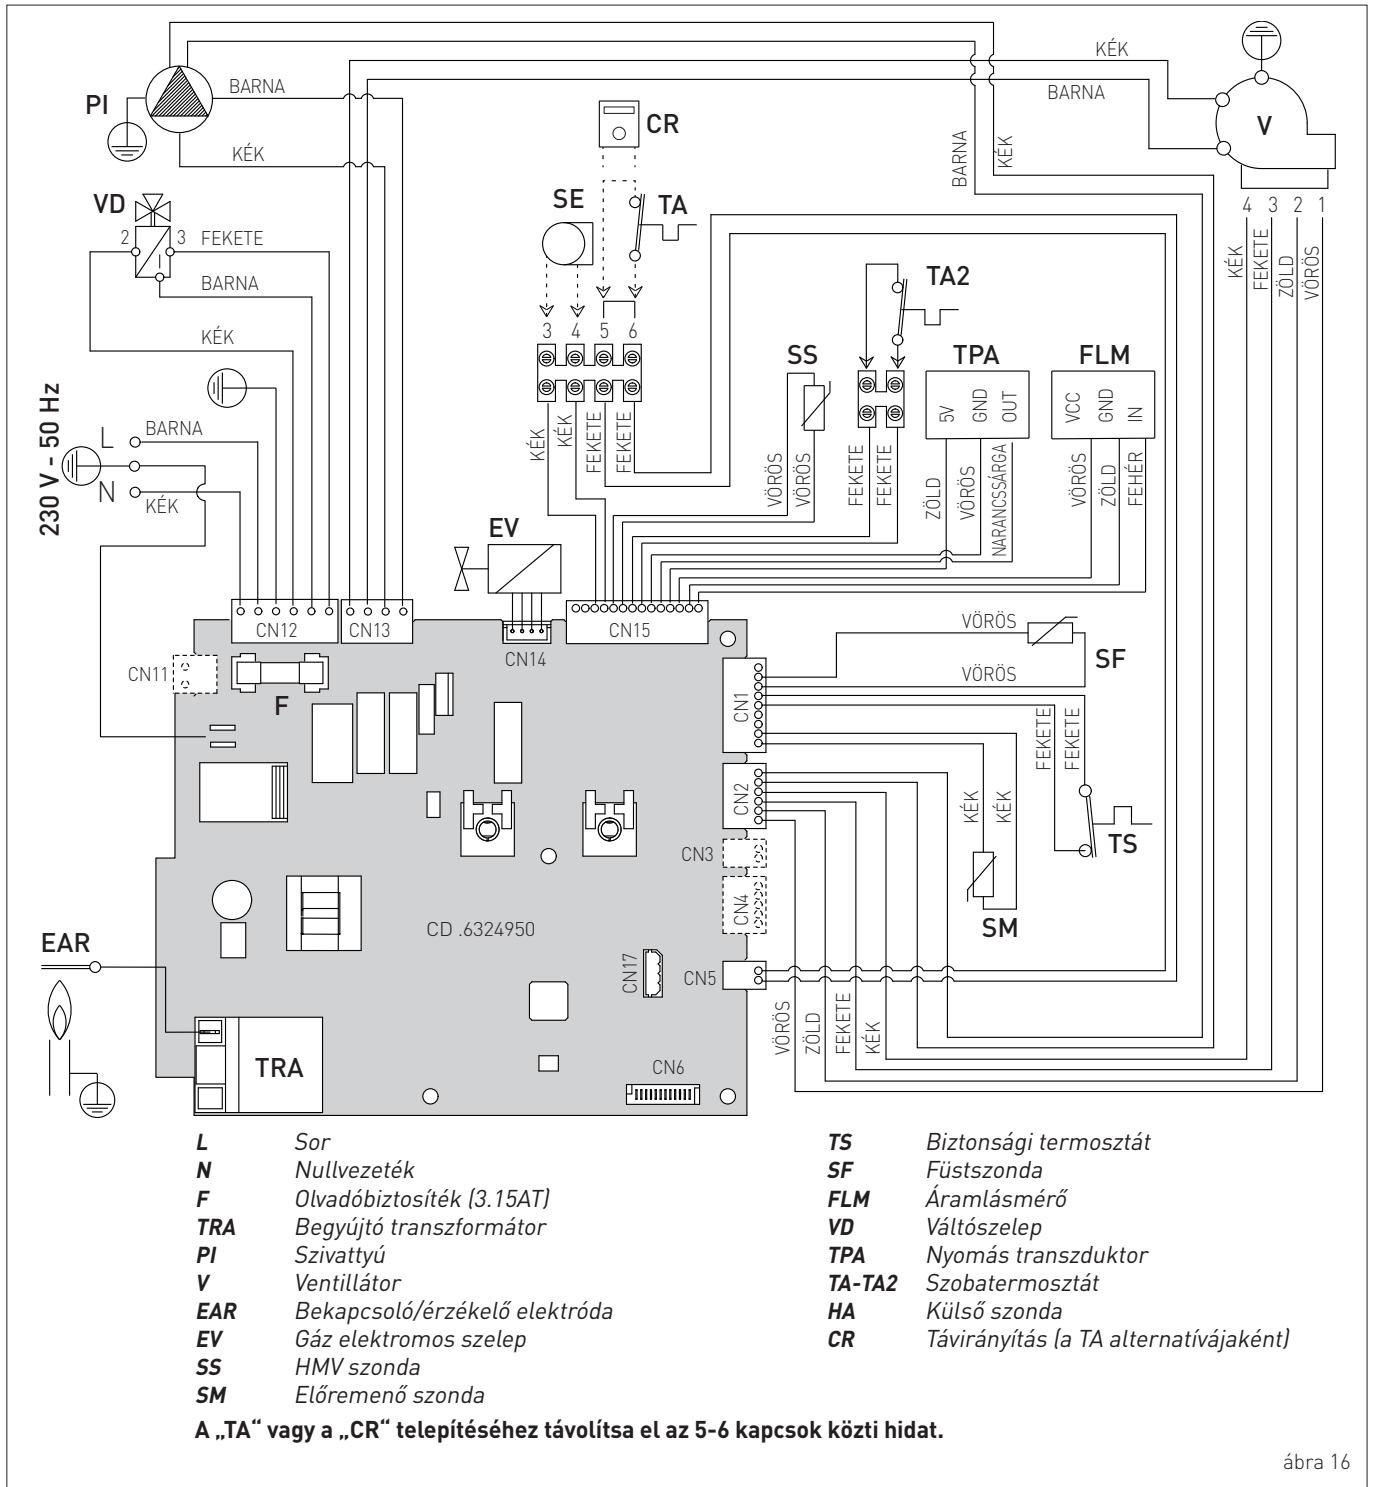 KÉK
BARNA
PI
BARNA
KÉK
CR
V
BARNA
KÉK
VD
2
3
FEKETE
BARNA
KÉK
SE
TA
4 3 2 1
KÉK
FEKETE
ZÖLD
VÖRÖS
3 4 5 6
TA2
SS
TPA
5V
GND
OUT
FLM
VCC
GND
IN
230 V - 50 Hz
L
BARNA
N
KÉK
KÉK
KÉK
FEKETE
FEKETE
VÖRÖS
VÖRÖS
FEKETE
FEKETE
ZÖLD
VÖRÖS
NARANCSSÁRGA
VÖRÖS
ZÖLD
FEHÉR
EV
CN12
CN13
CN14
CN15
CN11
F
VÖRÖS
SF
VÖRÖS
CN1
FEKETE
FEKETE
CN2
KÉK
KÉK
TS
CN3
CN4
SM
CD .6324950
EAR
CN17
CN5
VÖRÖS
ZÖLD
FEKETE
KÉK
TRA
CN6
L Sor
N Nullvezeték
F Olvadóbiztosíték (3.15AT)
TRA Begyújtó transzformátor
PI Szivattyú
V Ventillátor
EAR Bekapcsoló/érzékelő elektróda
EV Gáz elektromos szelep
SS HMV szonda
SM Előremenő szonda
TS Biztonsági termosztát
SF Füstszonda
FLM Áramlásmérő
VD Váltószelep
TPA Nyomás transzduktor
TA-TA2 Szobatermosztát
HA Külső szonda
CR Távirányítás (a TA alternatívájaként)
A „TA“ vagy a „CR“ telepítéséhez távolítsa el az 5-6 kapcsok közti hidat.
ábra 16